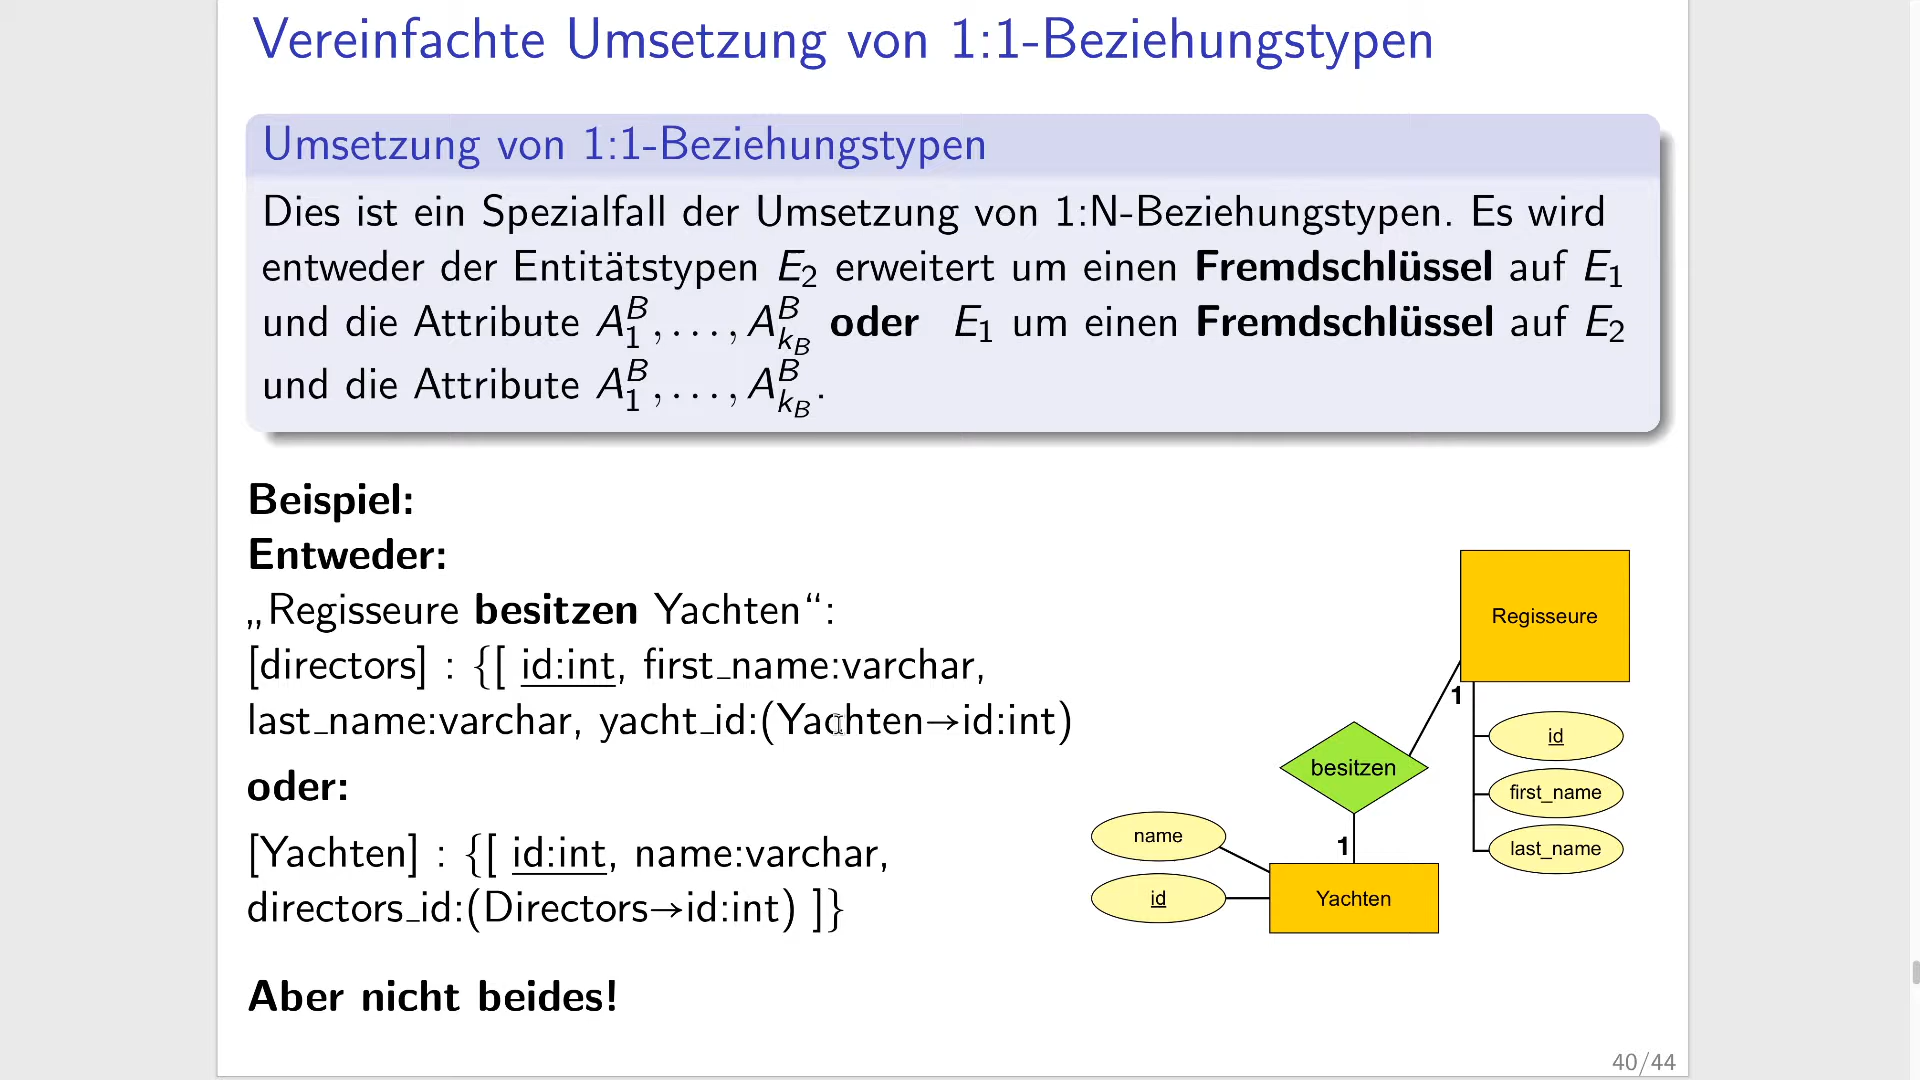 Vereinfachte Umsetzung von 1:1-Beziehungstypen
Umsetzung von 1:1-Beziehungstypen
Dies ist ein Spezialfall der Umsetzung von 1:N-Beziehungstypen. Es wird
entweder der Entitätstypen E₂ erweitert um einen Fremdschlüssel auf E₁
und die Attribute A₁ᴮ, . . . , A_{k_B}^B oder E₁ um einen Fremdschlüssel auf E₂
und die Attribute A₁ᴮ, . . . , A_{k_B}^B.
Beispiel:
Entweder:
„Regisseure besitzen Yachten“:
[directors] : {[ id:int, first_name:varchar,
last_name:varchar, yacht_id:(Yachten→id:int)
oder:
[Yachten] : {[ id:int, name:varchar,
directors_id:(Directors→id:int) ]}
Aber nicht beides!
Regisseure
1
id
first_name
last_name
besitzen
1
name
id
Yachten
40/44